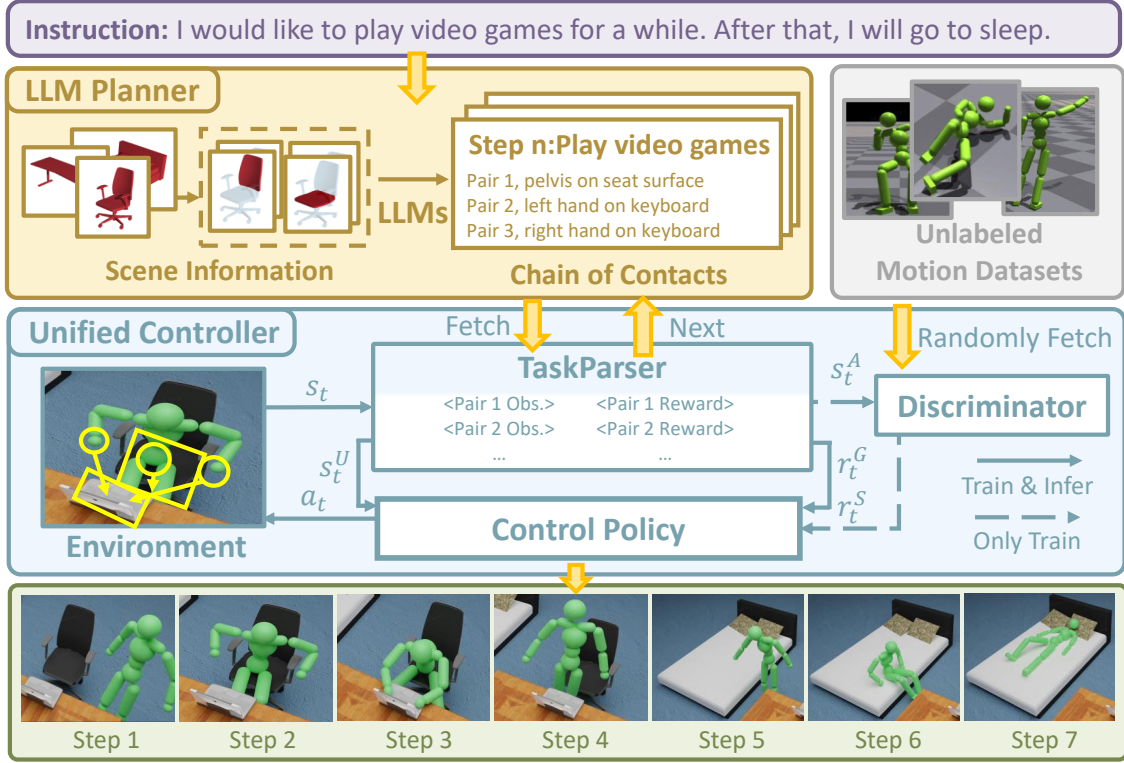 Instruction: I would like to play video games for a while. After that, I will go to sleep.
LLM Planner
LLMs
Scene Information
Step n:Play video games
Pair 1, pelvis on seat surface
Pair 2, left hand on keyboard
Pair 3, right hand on keyboard
Chain of Contacts
Unlabeled
Motion Datasets
Unified Controller
Fetch
Next
Randomly Fetch
s_t
TaskParser
<Pair 1 Obs.> <Pair 1 Reward>
<Pair 2 Obs.> <Pair 2 Reward>
... ...
s_t^A
Discriminator
s_t^U
a_t
r_t^G
r_t^S
Control Policy
Environment
Train & Infer
Only Train
Step 1
Step 2
Step 3
Step 4
Step 5
Step 6
Step 7